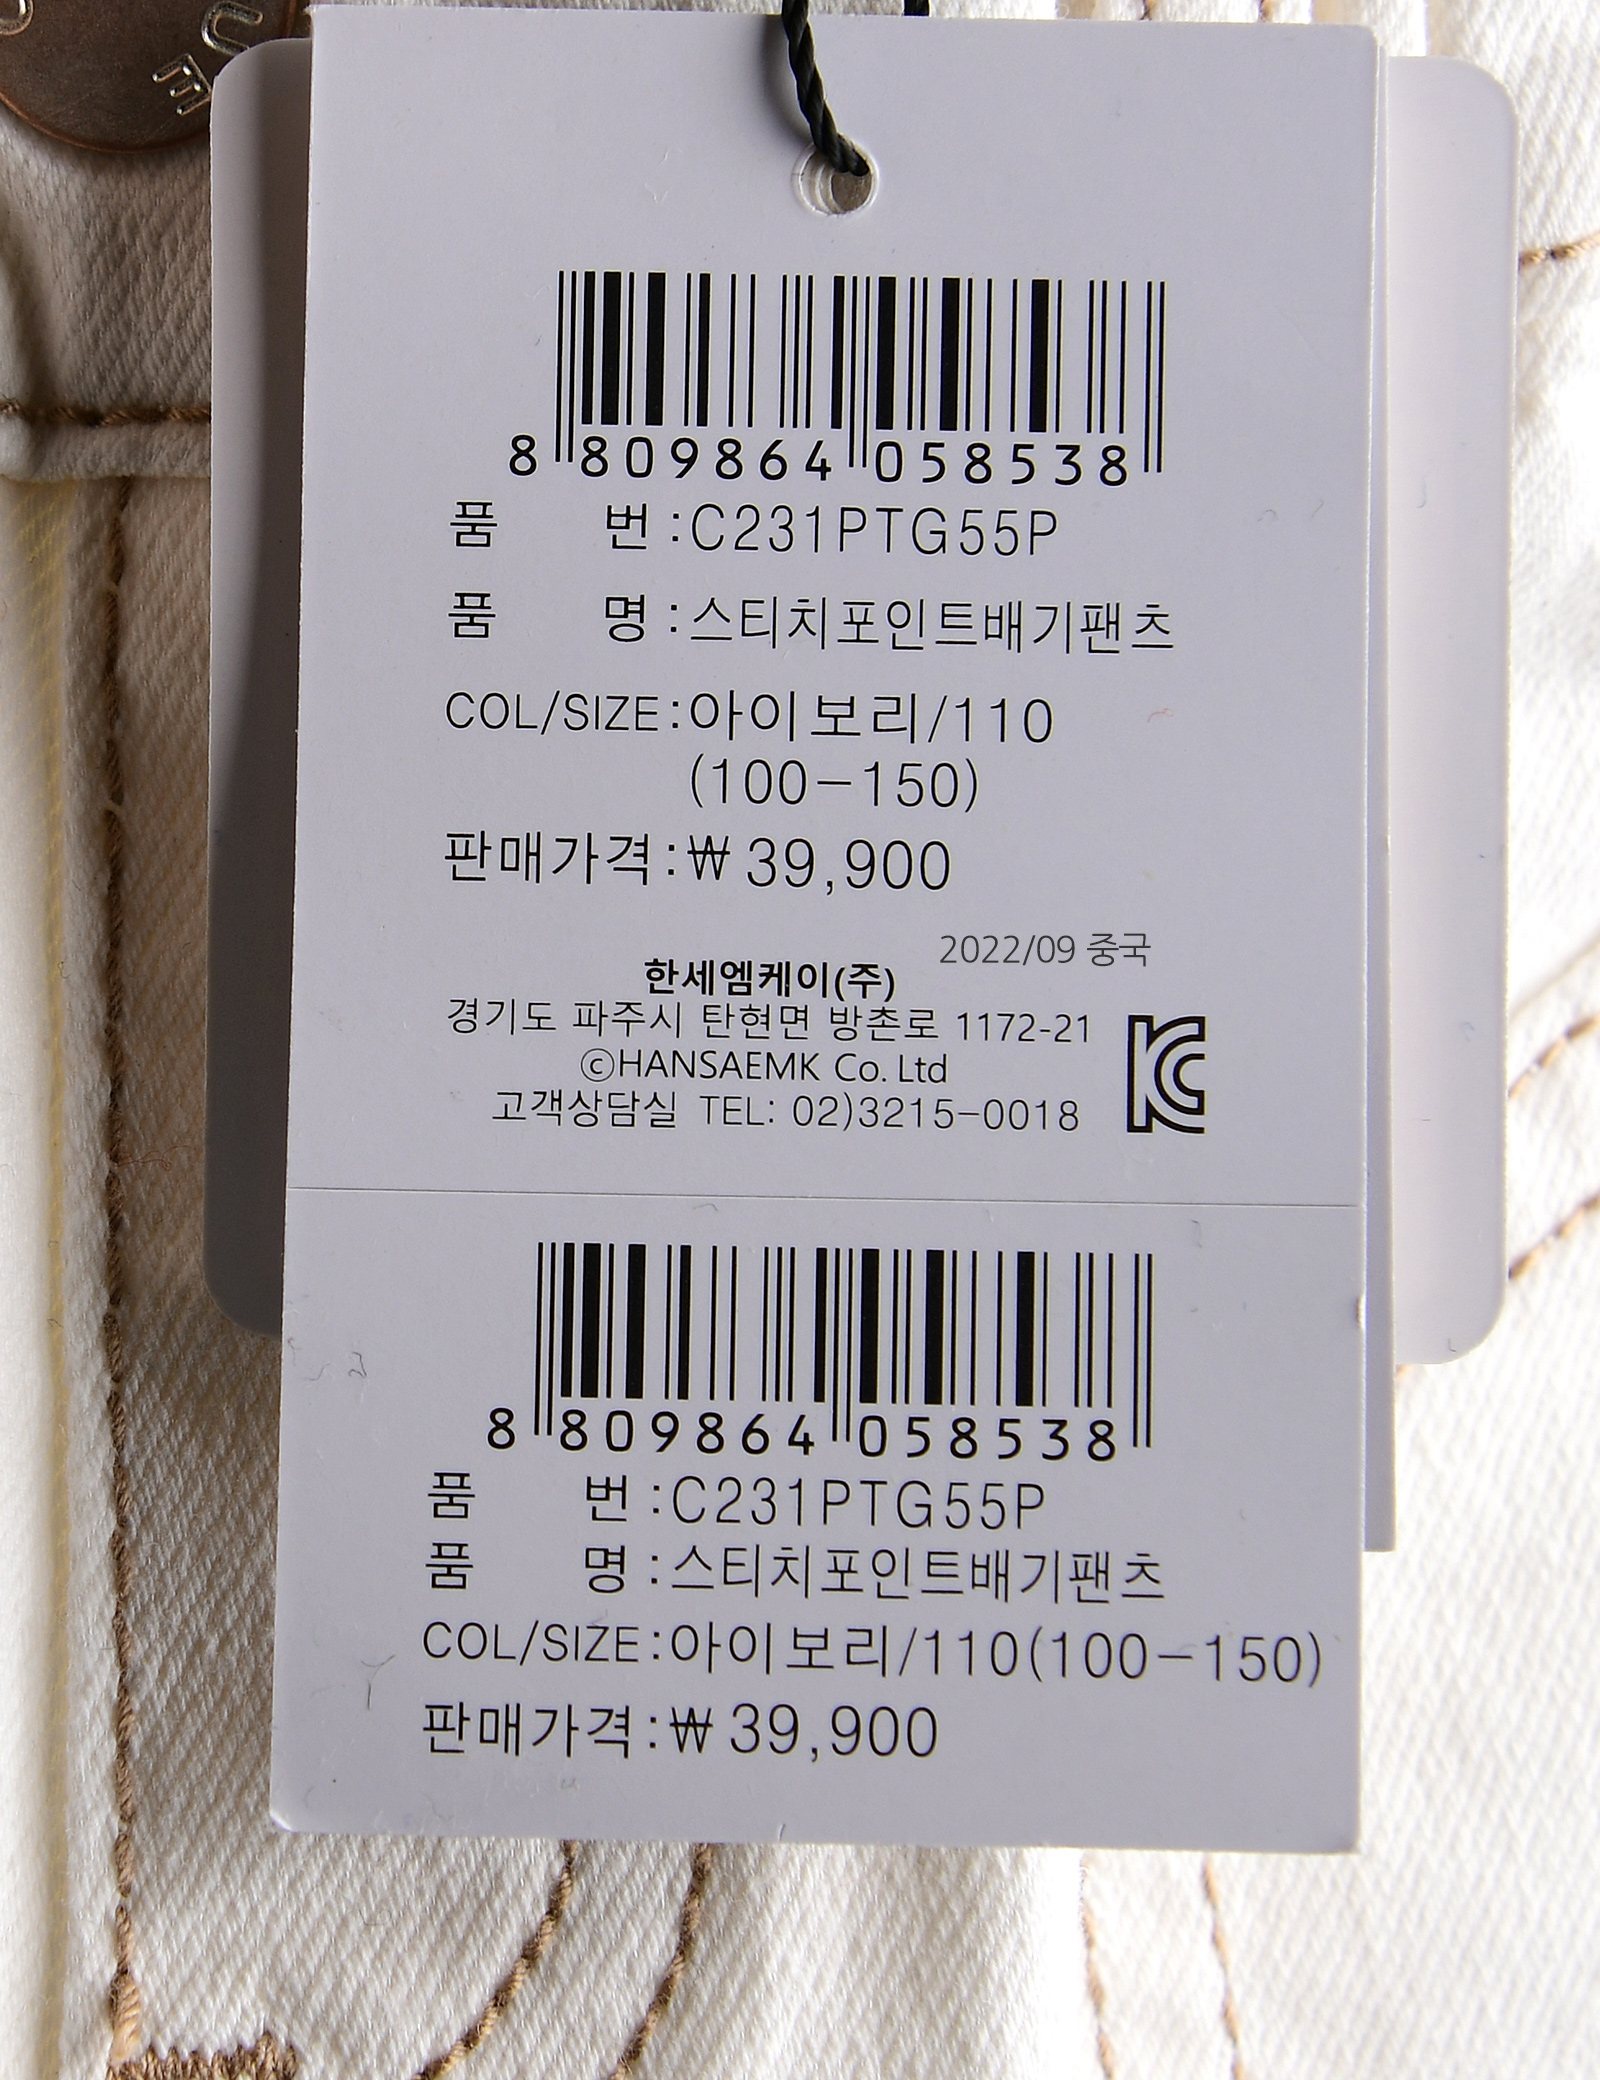 UE
8 809864 058538
품 번 :C231PTG55P
품 명 :스티치포인트배기팬츠
COL/SIZE:아이보리/110
(100-150)
판매가격:₩39,900
2022/09 중국
한세엠케이(주)
경기도 파주시 탄현면 방촌로 1172-21
ⓒHANSAEMK Co. Ltd
고객상담실 TEL: 02)3215-0018
KC
8 809864 058538
품 번 :C231PTG55P
품 명 :스티치포인트배기팬츠
COL/SIZE:아이보리/110(100-150)
판매가격:₩39,900